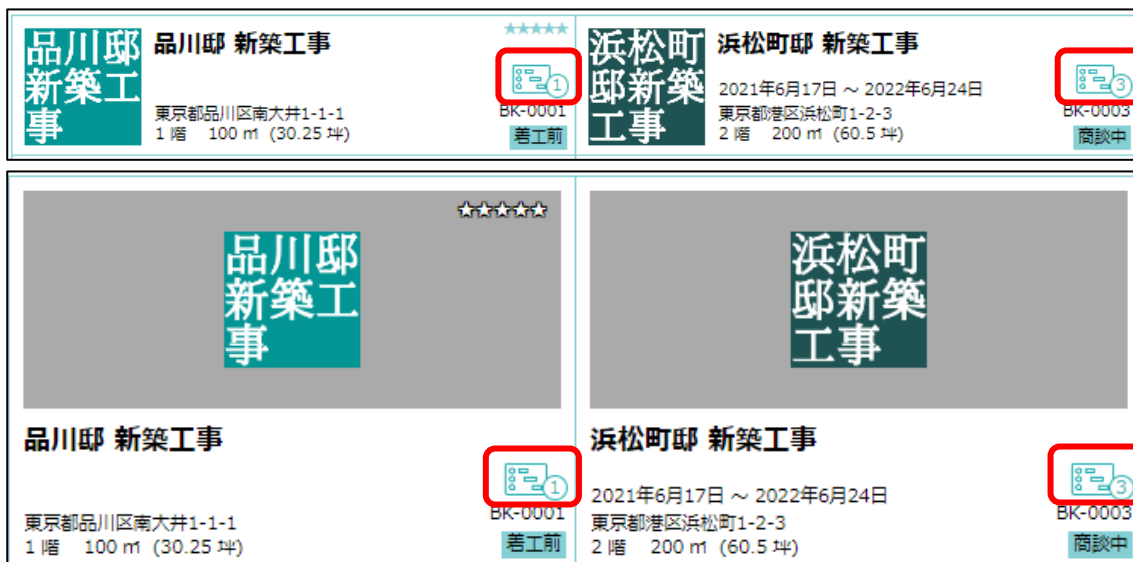 品川邸
新築工
事
品川邸 新築工事
★★★★★
①
東京都品川区南大井1-1-1
BK-0001
1 階 100 ㎡ (30.25 坪)
着工前
浜松町
邸新築
工事
浜松町邸 新築工事
③
2021年6月17日 ~ 2022年6月24日
東京都港区浜松町1-2-3
BK-0003
2 階 200 ㎡ (60.5 坪)
商談中
☆☆☆☆☆
品川邸
新築工
事
品川邸 新築工事
①
東京都品川区南大井1-1-1
BK-0001
1 階 100 ㎡ (30.25 坪)
着工前
浜松町
邸新築
工事
浜松町邸 新築工事
③
2021年6月17日 ~ 2022年6月24日
東京都港区浜松町1-2-3
BK-0003
2 階 200 ㎡ (60.5 坪)
商談中